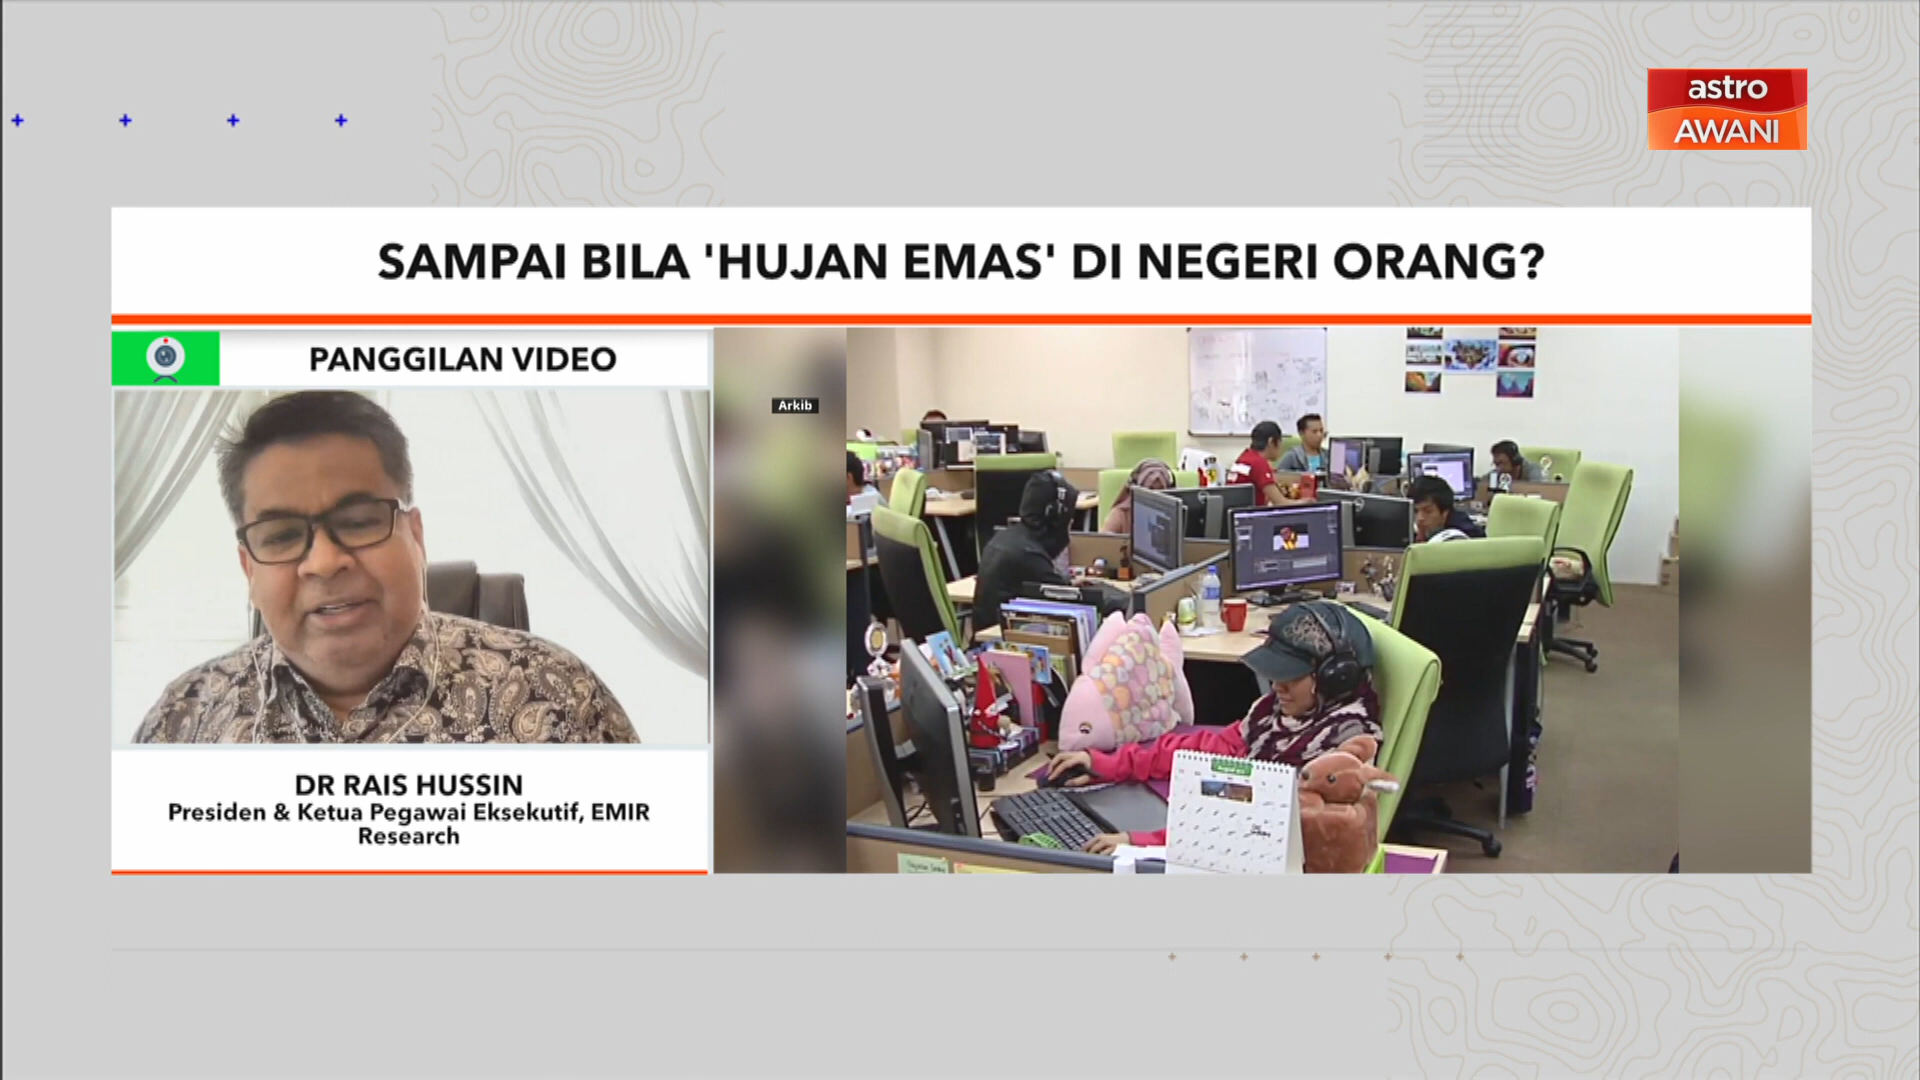 astro
AWANI
SAMPAI BILA 'HUJAN EMAS' DI NEGERI ORANG?
PANGGILAN VIDEO
Arkib
DR RAIS HUSSIN
Presiden & Ketua Pegawai Eksekutif, EMIR
Research